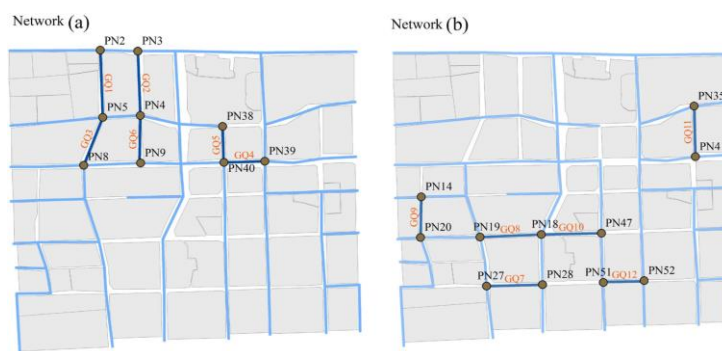 Network (a)
PN2
PN3
GQ1
GQ2
PN5
PN4
PN38
GQ3
GQ6
GQ5
GQ4
PN8
PN9
PN40
PN39
Network (b)
PN35
GQ11
PN4
PN14
GQ9
PN20
PN19
GQ8
PN18
GQ10
PN47
PN27
GQ7
PN28
PN51
GQ12
PN52